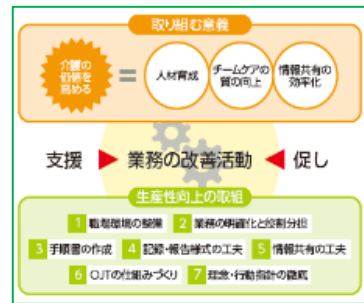 取り組む意義
介護の
価値を
高める
=
人材育成
チームケアの
質の向上
情報共有の
効率化
支援 ▶ 業務の改善活動 ◀ 促し
生産性向上の取組
1 職場環境の整備 2 業務の明確化と役割分担
3 手順書の作成 4 記録・報告様式の工夫 5 情報共有の工夫
6 OJTの仕組みづくり 7 理念・行動指針の徹底